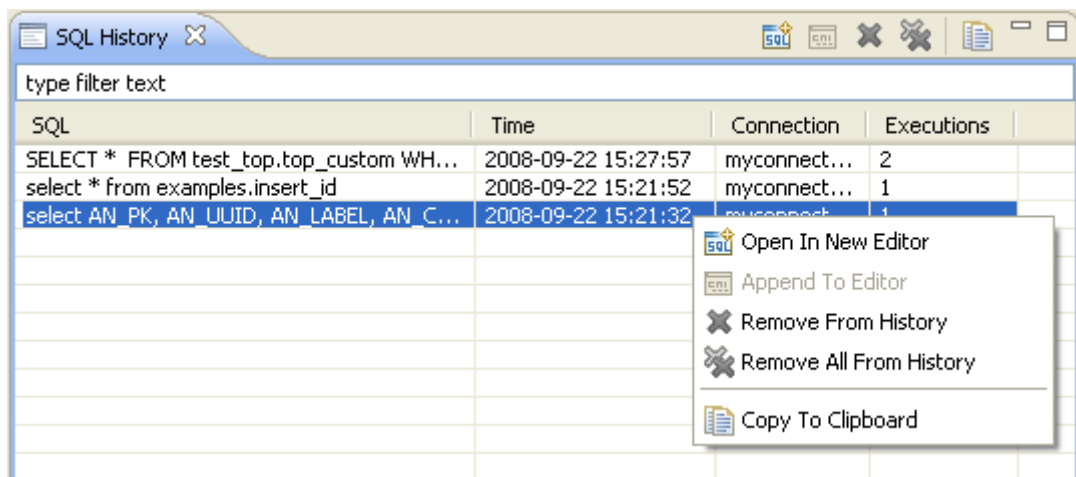 SQL History
type filter text
SQL Time Connection Executions
SELECT * FROM test_top.top_custom WH... 2008-09-22 15:27:57 myconnect... 2
select * from examples.insert_id 2008-09-22 15:21:52 myconnect... 1
select AN_PK, AN_UUID, AN_LABEL, AN_C... 2008-09-22 15:21:32 myconnect... 1
Open In New Editor
Append To Editor
Remove From History
Remove All From History
Copy To Clipboard